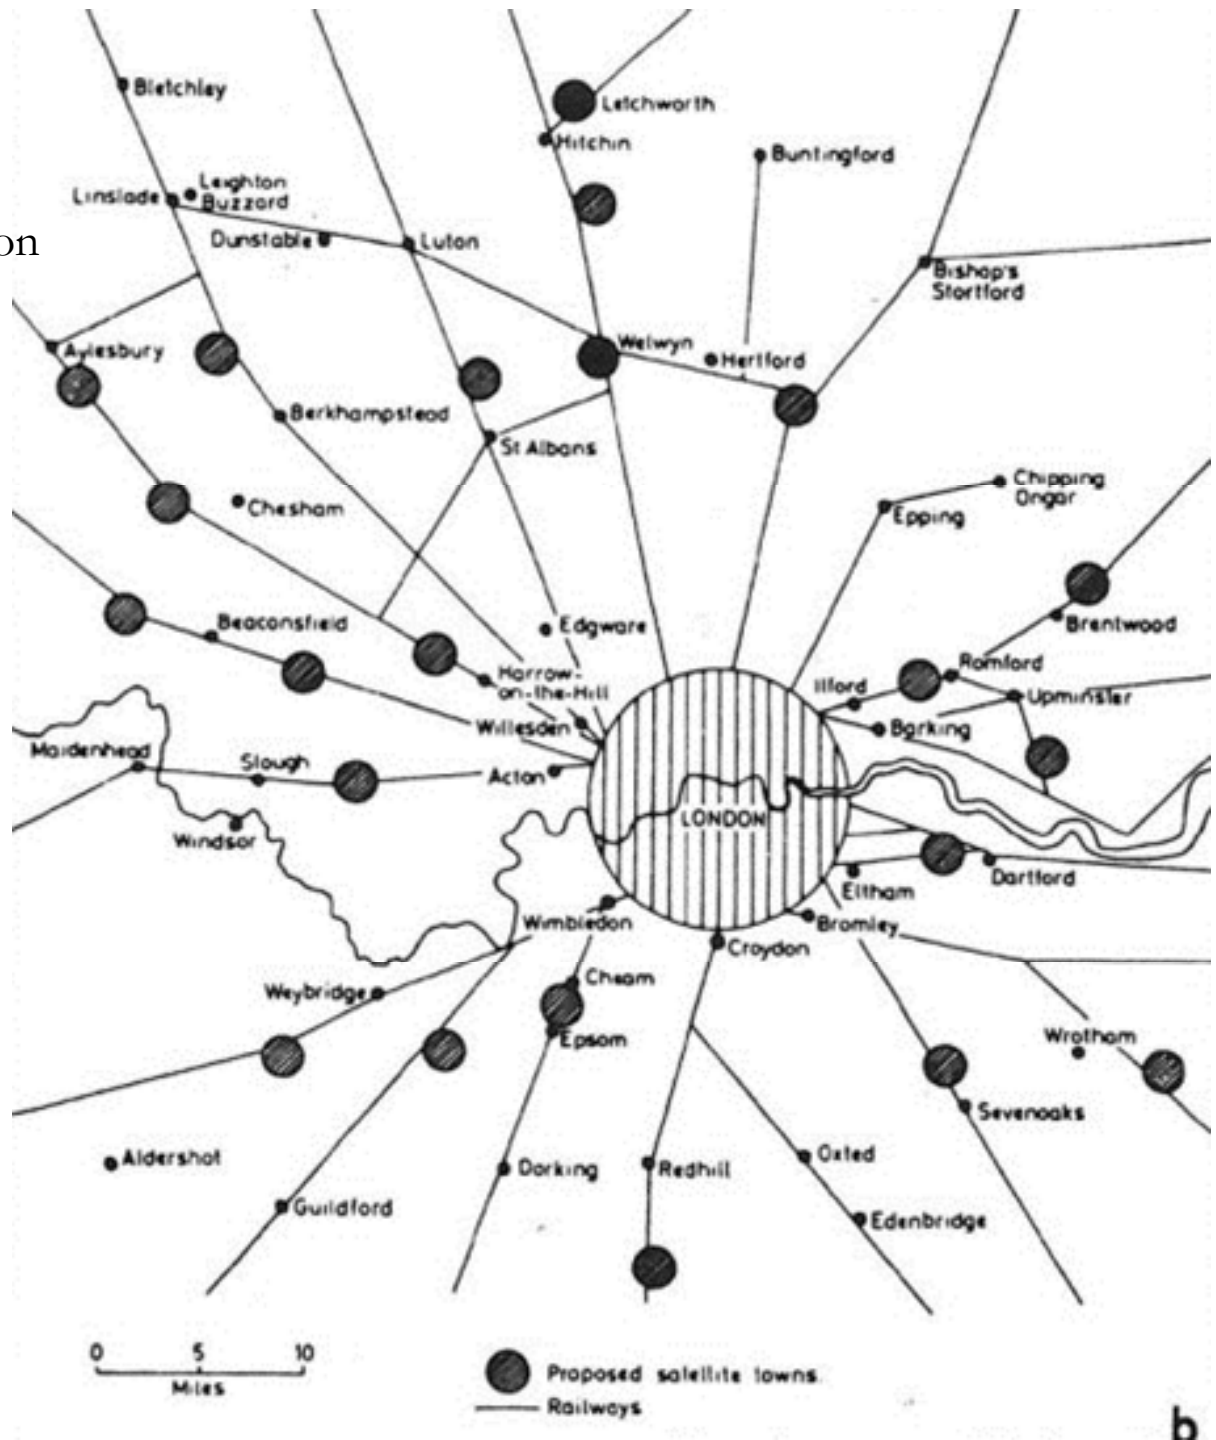 Bletchley
Letchworth
Hitchin
Buntingford
Leighton
Linslade
Buzzard
on
Dunstable
Luton
Bishop's
Stortford
Welwyn
Aylesbury
Hertford
Berkhampstead
St Albans
Chipping
Ongar
Chesham
Epping
Beaconsfield
Edgware
Brentwood
Harrow-
on-the-Hill
Romford
Ilford
Upminster
Willesden
Barking
Maidenhead
Slough
Acton
LONDON
Windsor
Dartford
Eltham
Wimbledon
Bromley
Croydon
Cheam
Weybridge
Epsom
Wrotham
Sevenoaks
Aldershot
Dorking
Redhill
Oxted
Guildford
Edenbridge
0 5 10
Miles
Proposed satellite towns.
Railways
b